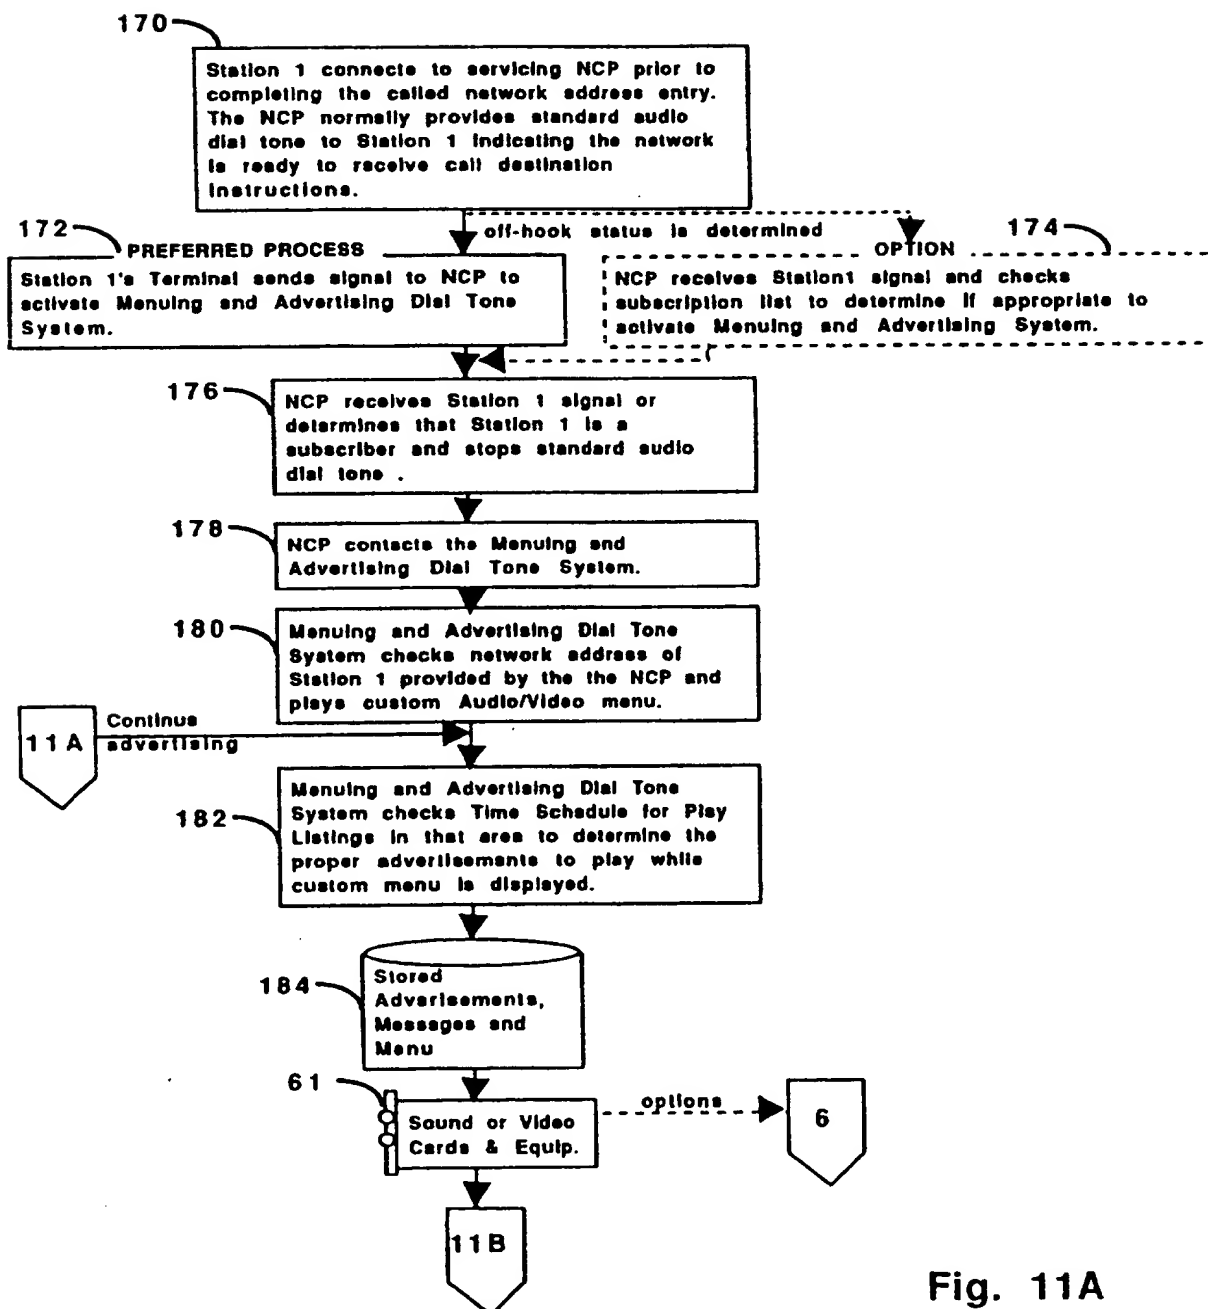 170
Station 1 connects to servicing NCP prior to
completing the called network address entry.
The NCP normally provides standard audio
dial tone to Station 1 indicating the network
is ready to receive call destination
instructions.
172
PREFERRED PROCESS
Station 1's Terminal sends signal to NCP to
activate Menuing and Advertising Dial Tone
System.
off-hook status is determined
174
OPTION
NCP receives Station1 signal and checks
subscription list to determine if appropriate to
activate Menuing and Advertising System.
176
NCP receives Station 1 signal or
determines that Station 1 is a
subscriber and stops standard audio
dial tone .
178
NCP contacts the Menuing and
Advertising Dial Tone System.
180
Menuing and Advertising Dial Tone
System checks network address of
Station 1 provided by the the NCP and
plays custom Audio/Video menu.
11A
Continue
advertising
182
Menuing and Advertising Dial Tone
System checks Time Schedule for Play
Listings in that area to determine the
proper advertisements to play while
custom menu is displayed.
184
Stored
Adverisements,
Messages and
Menu
61
Sound or Video
Cards & Equip.
options
6
11B
Fig. 11A